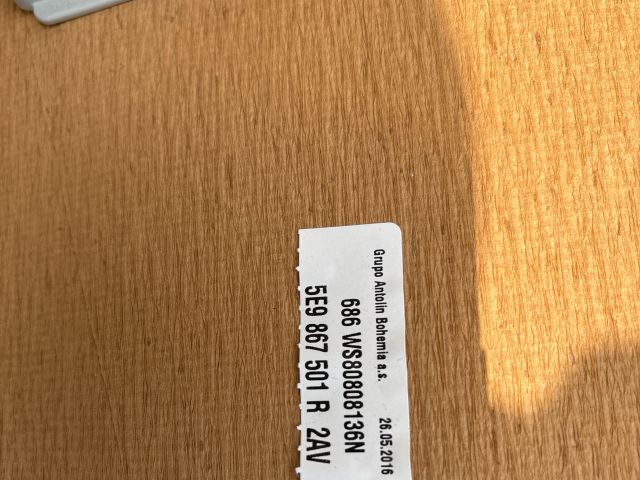 Grupo Antolin Bohemia a.s. 26.05.2016
686 WS80808136N
5E9 867 501 R 2AV